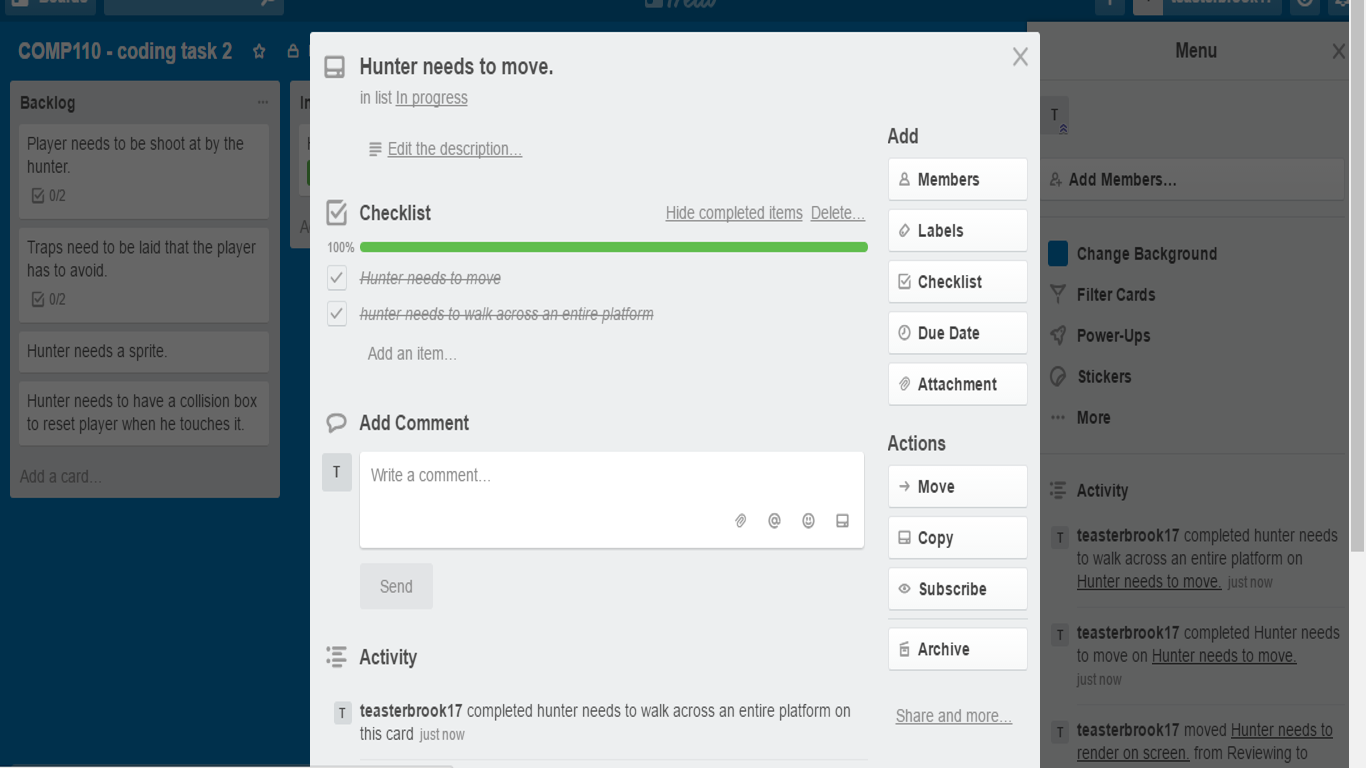 Boards
Trello
teasterbrook17
COMP110 - coding task 2
Backlog
Player needs to be shoot at by the
hunter.
0/2
Traps need to be laid that the player
has to avoid.
0/2
Hunter needs a sprite.
Hunter needs to have a collision box
to reset player when he touches it.
Add a card...
Hunter needs to move.
in list In progress
Edit the description...
Checklist
Hide completed items Delete...
100%
Hunter needs to move
hunter needs to walk across an entire platform
Add an item...
Add Comment
T
Write a comment...
@
Send
Activity
T
teasterbrook17 completed hunter needs to walk across an entire platform on
this card just now
Add
Members
Labels
Checklist
Due Date
Attachment
Actions
Move
Copy
Subscribe
Archive
Share and more...
Menu
T
Add Members...
Change Background
Filter Cards
Power-Ups
Stickers
More
Activity
T
teasterbrook17 completed hunter needs
to walk across an entire platform on
Hunter needs to move. just now
T
teasterbrook17 completed Hunter needs
to move on Hunter needs to move.
just now
T
teasterbrook17 moved Hunter needs to
render on screen. from Reviewing to